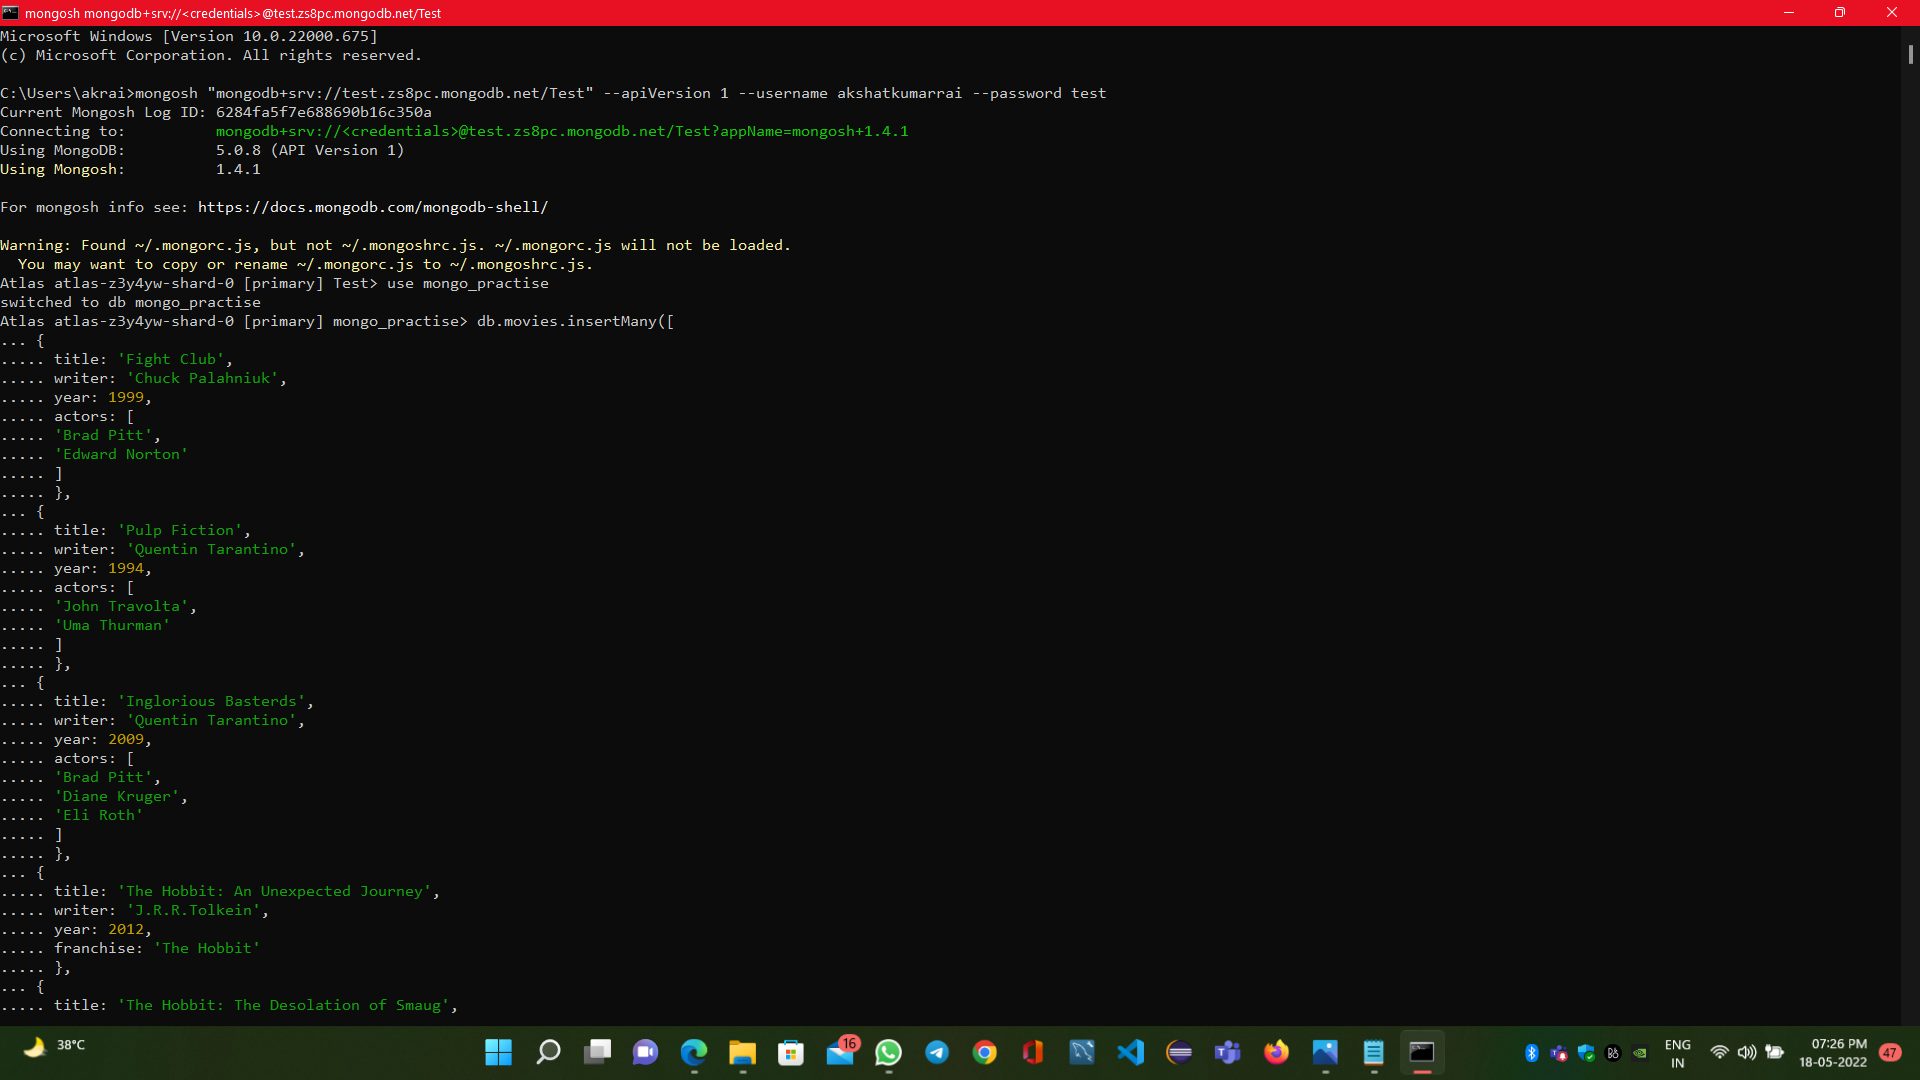 mongosh mongodb+srv://<credentials>@test.zs8pc.mongodb.net/Test
Microsoft Windows [Version 10.0.22000.675]
(c) Microsoft Corporation. All rights reserved.
C:\Users\akrai>mongosh "mongodb+srv://test.zs8pc.mongodb.net/Test" --apiVersion 1 --username akshatkumarrai --password test
Current Mongosh Log ID: 6284fa5f7e688690b16c350a
Connecting to: mongodb+srv://<credentials>@test.zs8pc.mongodb.net/Test?appName=mongosh+1.4.1
Using MongoDB: 5.0.8 (API Version 1)
Using Mongosh: 1.4.1
For mongosh info see: https://docs.mongodb.com/mongodb-shell/
Warning: Found ~/.mongorc.js, but not ~/.mongoshrc.js. ~/.mongorc.js will not be loaded.
You may want to copy or rename ~/.mongorc.js to ~/.mongoshrc.js.
Atlas atlas-z3y4yw-shard-0 [primary] Test> use mongo_practise
switched to db mongo_practise
Atlas atlas-z3y4yw-shard-0 [primary] mongo_practise> db.movies.insertMany([
... {
..... title: 'Fight Club',
..... writer: 'Chuck Palahniuk',
..... year: 1999,
..... actors: [
..... 'Brad Pitt',
..... 'Edward Norton'
..... ]
..... },
... {
..... title: 'Pulp Fiction',
..... writer: 'Quentin Tarantino',
..... year: 1994,
..... actors: [
..... 'John Travolta',
..... 'Uma Thurman'
..... ]
..... },
... {
..... title: 'Inglorious Basterds',
..... writer: 'Quentin Tarantino',
..... year: 2009,
..... actors: [
..... 'Brad Pitt',
..... 'Diane Kruger',
..... 'Eli Roth'
..... ]
..... },
... {
..... title: 'The Hobbit: An Unexpected Journey',
..... writer: 'J.R.R.Tolkein',
..... year: 2012,
..... franchise: 'The Hobbit'
..... },
... {
..... title: 'The Hobbit: The Desolation of Smaug',
38°C
16
ENG
IN
07:26 PM
18-05-2022
47